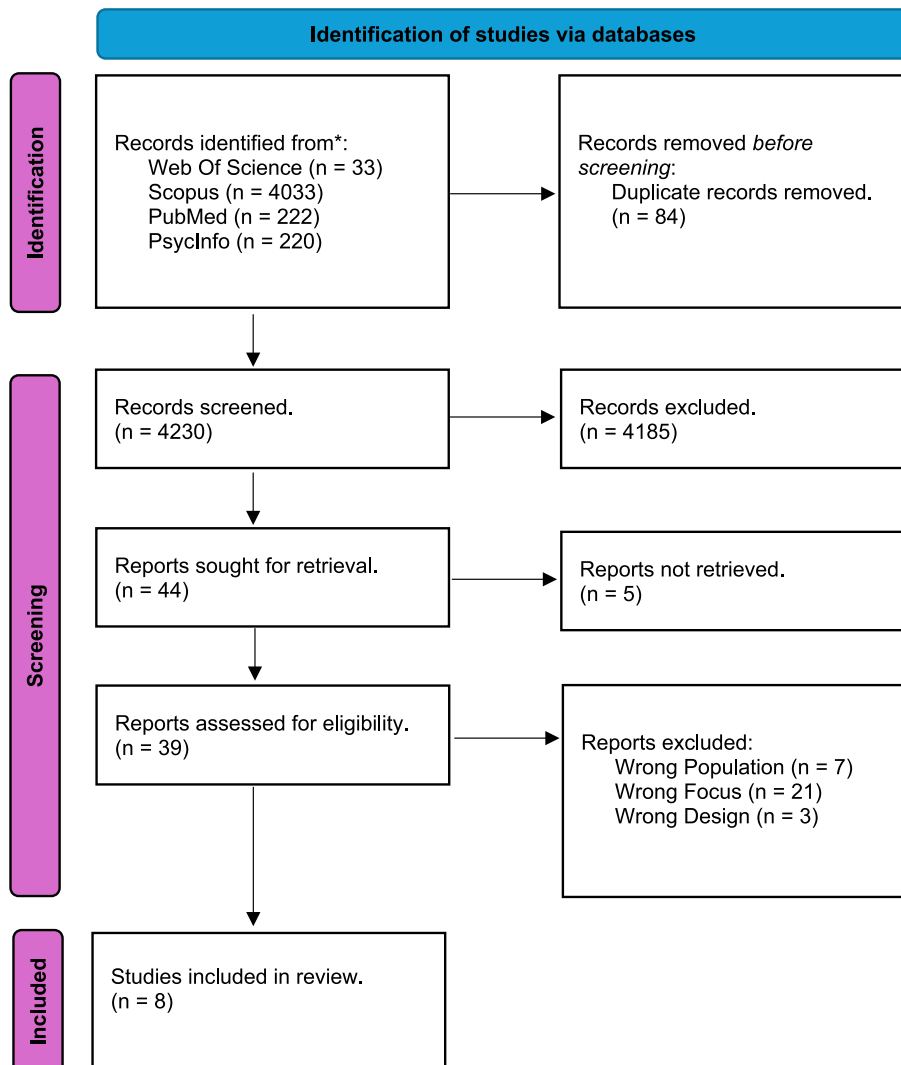 Identification of studies via databases
Identification
Records identified from*:
Web Of Science (n = 33)
Scopus (n = 4033)
PubMed (n = 222)
PsycInfo (n = 220)
Records removed before
screening:
Duplicate records removed.
(n = 84)
Screening
Records screened.
(n = 4230)
Records excluded.
(n = 4185)
Reports sought for retrieval.
(n = 44)
Reports not retrieved.
(n = 5)
Reports assessed for eligibility.
(n = 39)
Reports excluded:
Wrong Population (n = 7)
Wrong Focus (n = 21)
Wrong Design (n = 3)
Included
Studies included in review.
(n = 8)